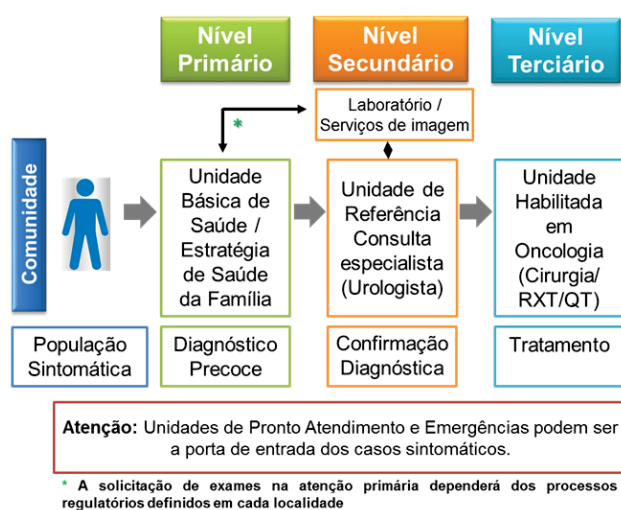 Nível
Primário
Nível
Secundário
Nível
Terciário
Laboratório /
Serviços de imagem
*
Comunidade
Unidade
Básica de
Saúde /
Estratégia
de Saúde
da Família
Unidade de
Referência
Consulta
especialista
(Urologista)
Unidade
Habilitada
em
Oncologia
(Cirurgia/
RXT/QT)
População
Sintomática
Diagnóstico
Precoce
Confirmação
Diagnóstica
Tratamento
Atenção: Unidades de Pronto Atendimento e Emergências podem ser
a porta de entrada dos casos sintomáticos.
* A solicitação de exames na atenção primária dependerá dos processos
regulatórios definidos em cada localidade